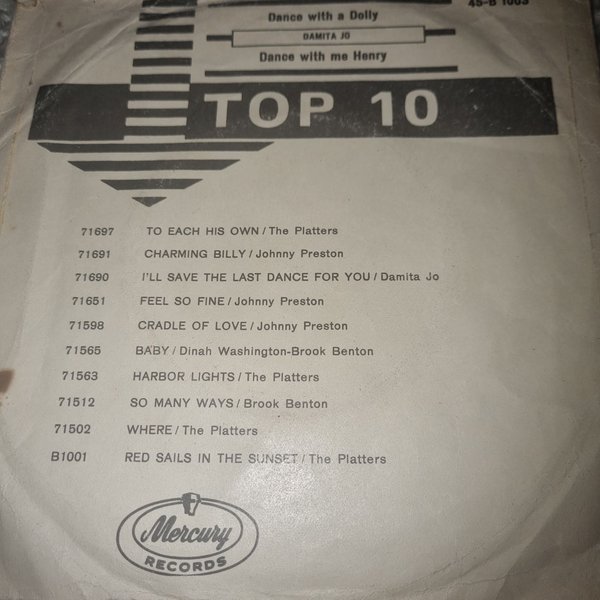 45-B 1003
Dance with a Dolly
DAMITA JO
Dance with me Henry
TOP 10
71697 TO EACH HIS OWN / The Platters
71691 CHARMING BILLY / Johnny Preston
71690 I'LL SAVE THE LAST DANCE FOR YOU / Damita Jo
71651 FEEL SO FINE / Johnny Preston
71598 CRADLE OF LOVE / Johnny Preston
71565 BABY / Dinah Washington-Brook Benton
71563 HARBOR LIGHTS / The Platters
71512 SO MANY WAYS / Brook Benton
71502 WHERE / The Platters
B1001 RED SAILS IN THE SUNSET / The Platters
Mercury
RECORDS